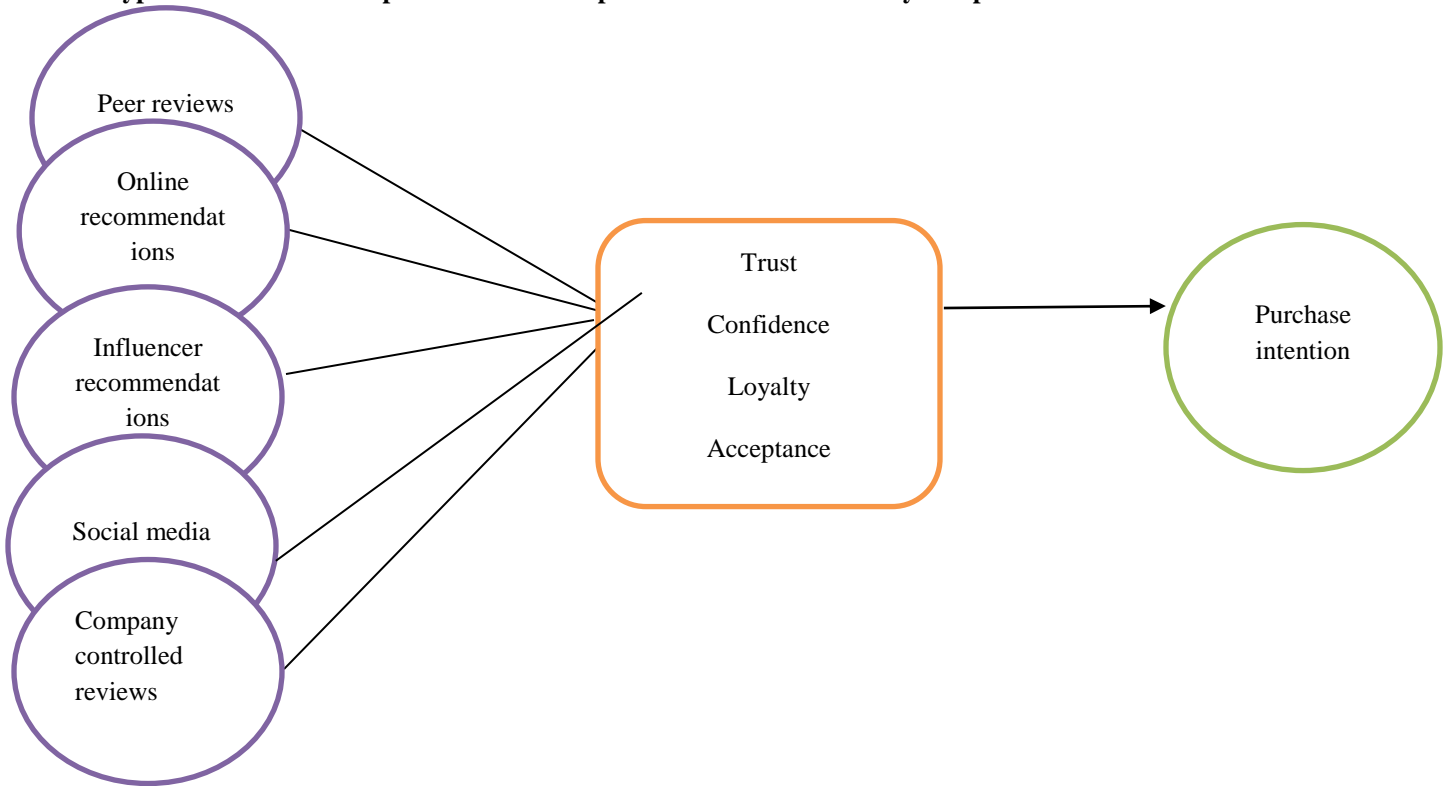 Peer reviews
Online
recommendat
ions
Influencer
recommendat
ions
Social media
Company
controlled
reviews
Trust
Confidence
Loyalty
Acceptance
Purchase
intention